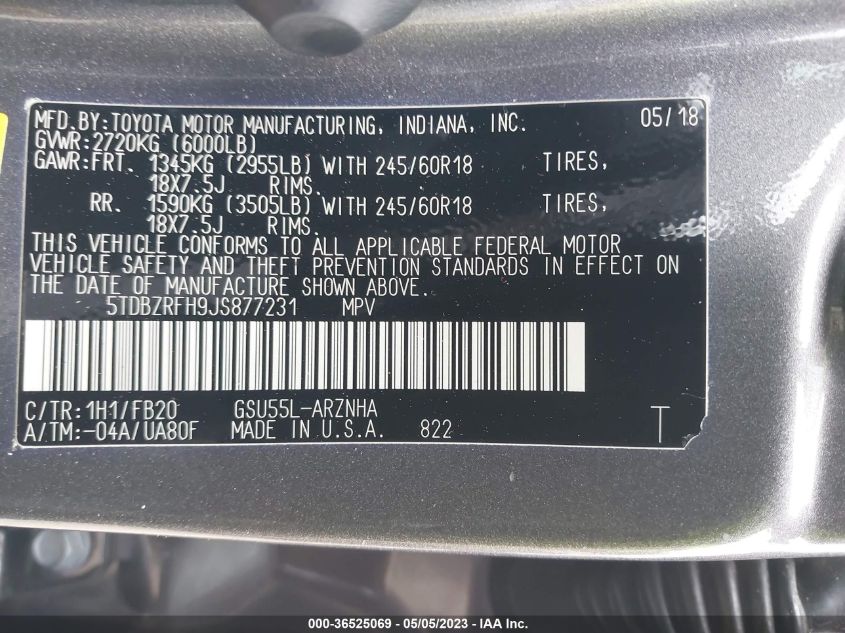 MFD.BY:TOYOTA MOTOR MANUFACTURING, INDIANA, INC. 05/18
GVWR:2720KG (6000LB)
GAWR:FRT. 1345KG (2955LB) WITH 245/60R18 TIRES,
18X7.5J RIMS.
RR. 1590KG (3505LB) WITH 245/60R18 TIRES,
18X7.5J RIMS.
THIS VEHICLE CONFORMS TO ALL APPLICABLE FEDERAL MOTOR
VEHICLE SAFETY AND THEFT PREVENTION STANDARDS IN EFFECT ON
THE DATE OF MANUFACTURE SHOWN ABOVE.
5TDBZRFH9JS877231 MPV
C/TR:1H1/FB20 GSU55L-ARZNHA
A/TM:-04A/UA80F MADE IN U.S.A. 822 T
000-36525069 - 05/05/2023 - IAA Inc.